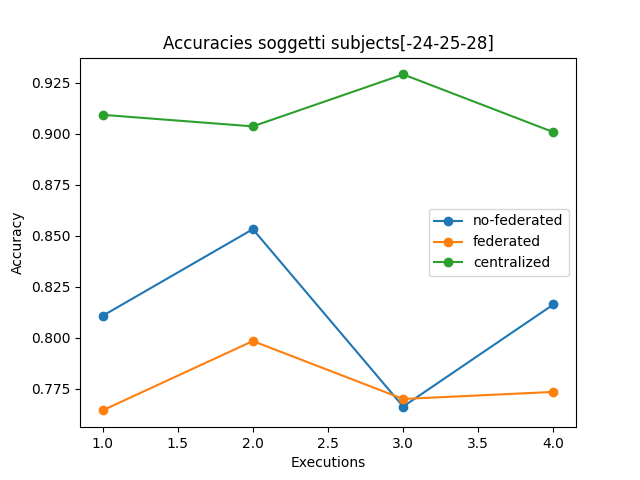 Accuracies soggetti subjects[-24-25-28]
0.925
0.900
0.875
0.850
0.825
0.800
0.775
Accuracy
no-federated
federated
centralized
1.0 1.5 2.0 2.5 3.0 3.5 4.0
Executions